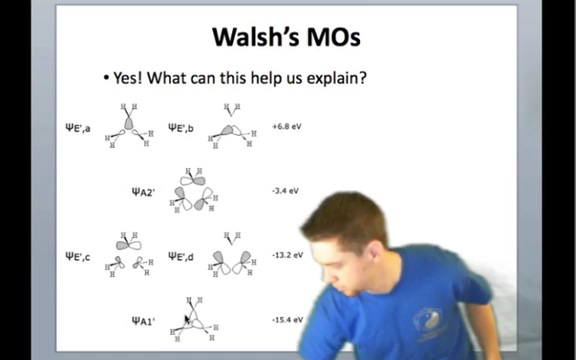 Walsh's MOs
• Yes! What can this help us explain?
H H H H
ΨE',a H H H H ΨE',b H H +6.8 eV
H H
ΨA2' H H H H -3.4 eV
H H H H
ΨE',c H H H H ΨE',d H H H H -13.2 eV
H H
ΨA1' H H H H -15.4 eV